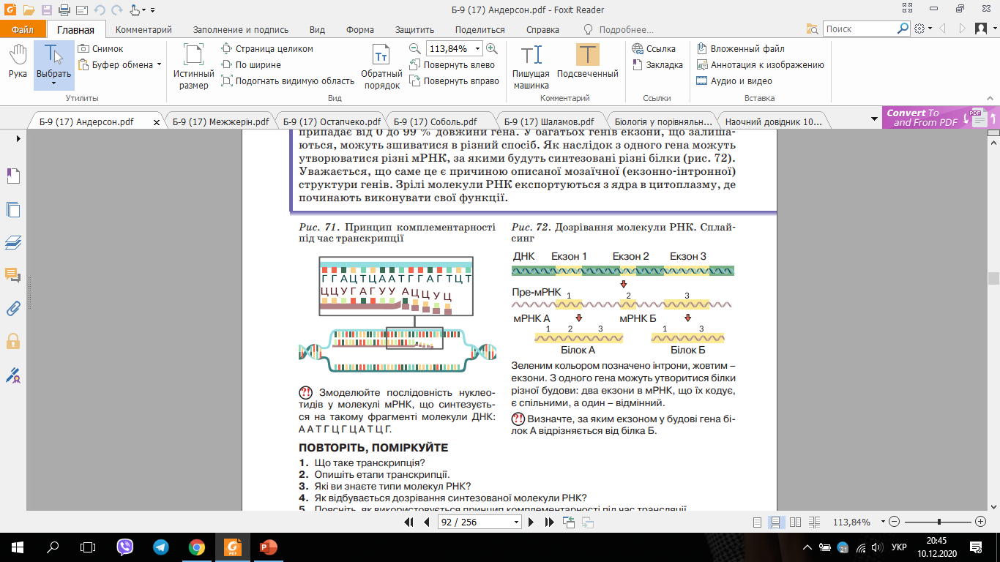 Б-9 (17) Андерсон.pdf - Foxit Reader
Файл
Главная
Комментарий
Заполнение и подпись
Вид
Форма
Защитить
Поделиться
Справка
Подробнее...
Поиск
Рука
Выбрать
Снимок
Буфер обмена
Утилиты
Истинный
размер
Страница целиком
По ширине
Подогнать видимую область
Обратный
порядок
113,84%
Повернуть влево
Повернуть вправо
Вид
Пишущая
машинка
Подсвеченный
Комментарий
Ссылка
Закладка
Ссылки
Вложенный файл
Аннотация к изображению
Аудио и видео
Вставка
Б-9 (17) Андерсон.pdf
Б-9 (17) Межжерін.pdf
Б-9 (17) Остапчеко.pdf
Б-9 (17) Соболь.pdf
Б-9 (17) Шаламов.pdf
Біологія у порівняльн...
Наочний довідник 10...
Convert To
and From PDF
PDF
припадає від 0 до 99 % довжини гена. У багатьох генів екзони, що залиша-
ються, можуть зшиватися в різний спосіб. Як наслідок з одного гена можуть
утворюватися різні мРНК, за якими будуть синтезовані різні білки (рис. 72).
Уважається, що саме це є причиною описаної мозаїчної (екзонно-інтронної)
структури генів. Зрілі молекули РНК експортуються з ядра в цитоплазму, де
починають виконувати свої функції.
Рис. 71. Принцип комплементарності
під час транскрипції
Г Г А Ц Т Ц А А Т Г Г А Г Т Ц Т
Ц Ц У Г А Г У У А Ц Ц У Ц
?! Змоделюйте послідовність нуклео-
тидів у молекулі мРНК, що синтезуєть-
ся на такому фрагменті молекули ДНК:
А А Т Г Ц Г Ц А Т Ц Г.
Рис. 72. Дозрівання молекули РНК. Сплай-
синг
ДНК Екзон 1 Екзон 2 Екзон 3
Пре-мРНК 1 2 3
мРНК А мРНК Б
1 2 3 1 3
Білок А Білок Б
Зеленим кольором позначено інтрони, жовтим –
екзони. З одного гена можуть утворитися білки
різної будови: два екзони в мРНК, що їх кодує,
є спільними, а один – відмінний.
?! Визначте, за яким екзоном у будові гена бі-
лок А відрізняється від білка Б.
ПОВТОРІТЬ, ПОМІРКУЙТЕ
1. Що таке транскрипція?
2. Опишіть етапи транскрипції.
3. Які ви знаєте типи молекул РНК?
4. Як відбувається дозрівання синтезованої молекули РНК?
5. Поясніть, як використовується принцип комплементарності під час трансляції
92 / 256
113,84%
21
УКР
20:45
10.12.2020